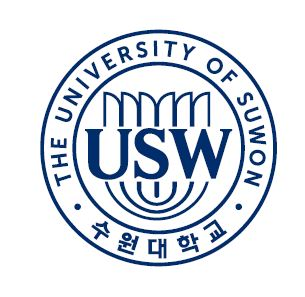 THE UNIVERSITY OF SUWON
USW
수원대학교